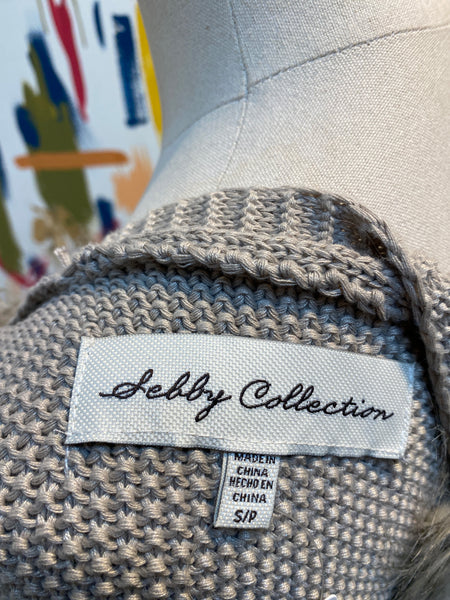 Sebby Collection
MADE IN
CHINA
HECHO EN
CHINA
S/P